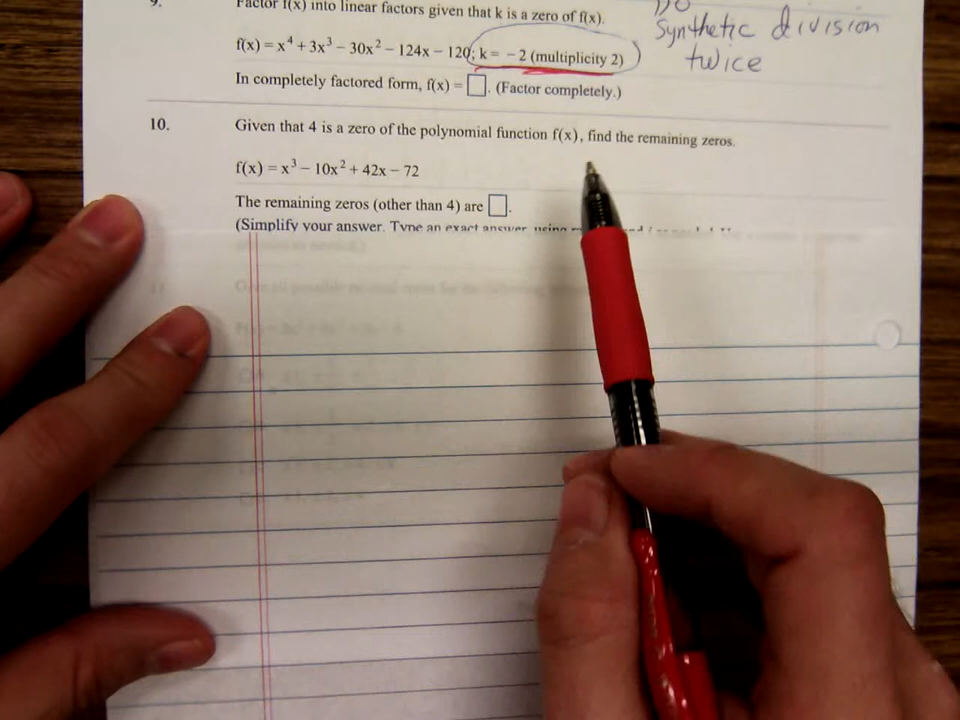 9. Factor f(x) into linear factors given that k is a zero of f(x).
f(x) = x⁴ + 3x³ − 30x² − 124x − 120; k = − 2 (multiplicity 2)
In completely factored form, f(x) = □. (Factor completely.)
Synthetic division
twice
10. Given that 4 is a zero of the polynomial function f(x), find the remaining zeros.
f(x) = x³ − 10x² + 42x − 72
The remaining zeros (other than 4) are □.
(Simplify your answer. Type an exact answer, using